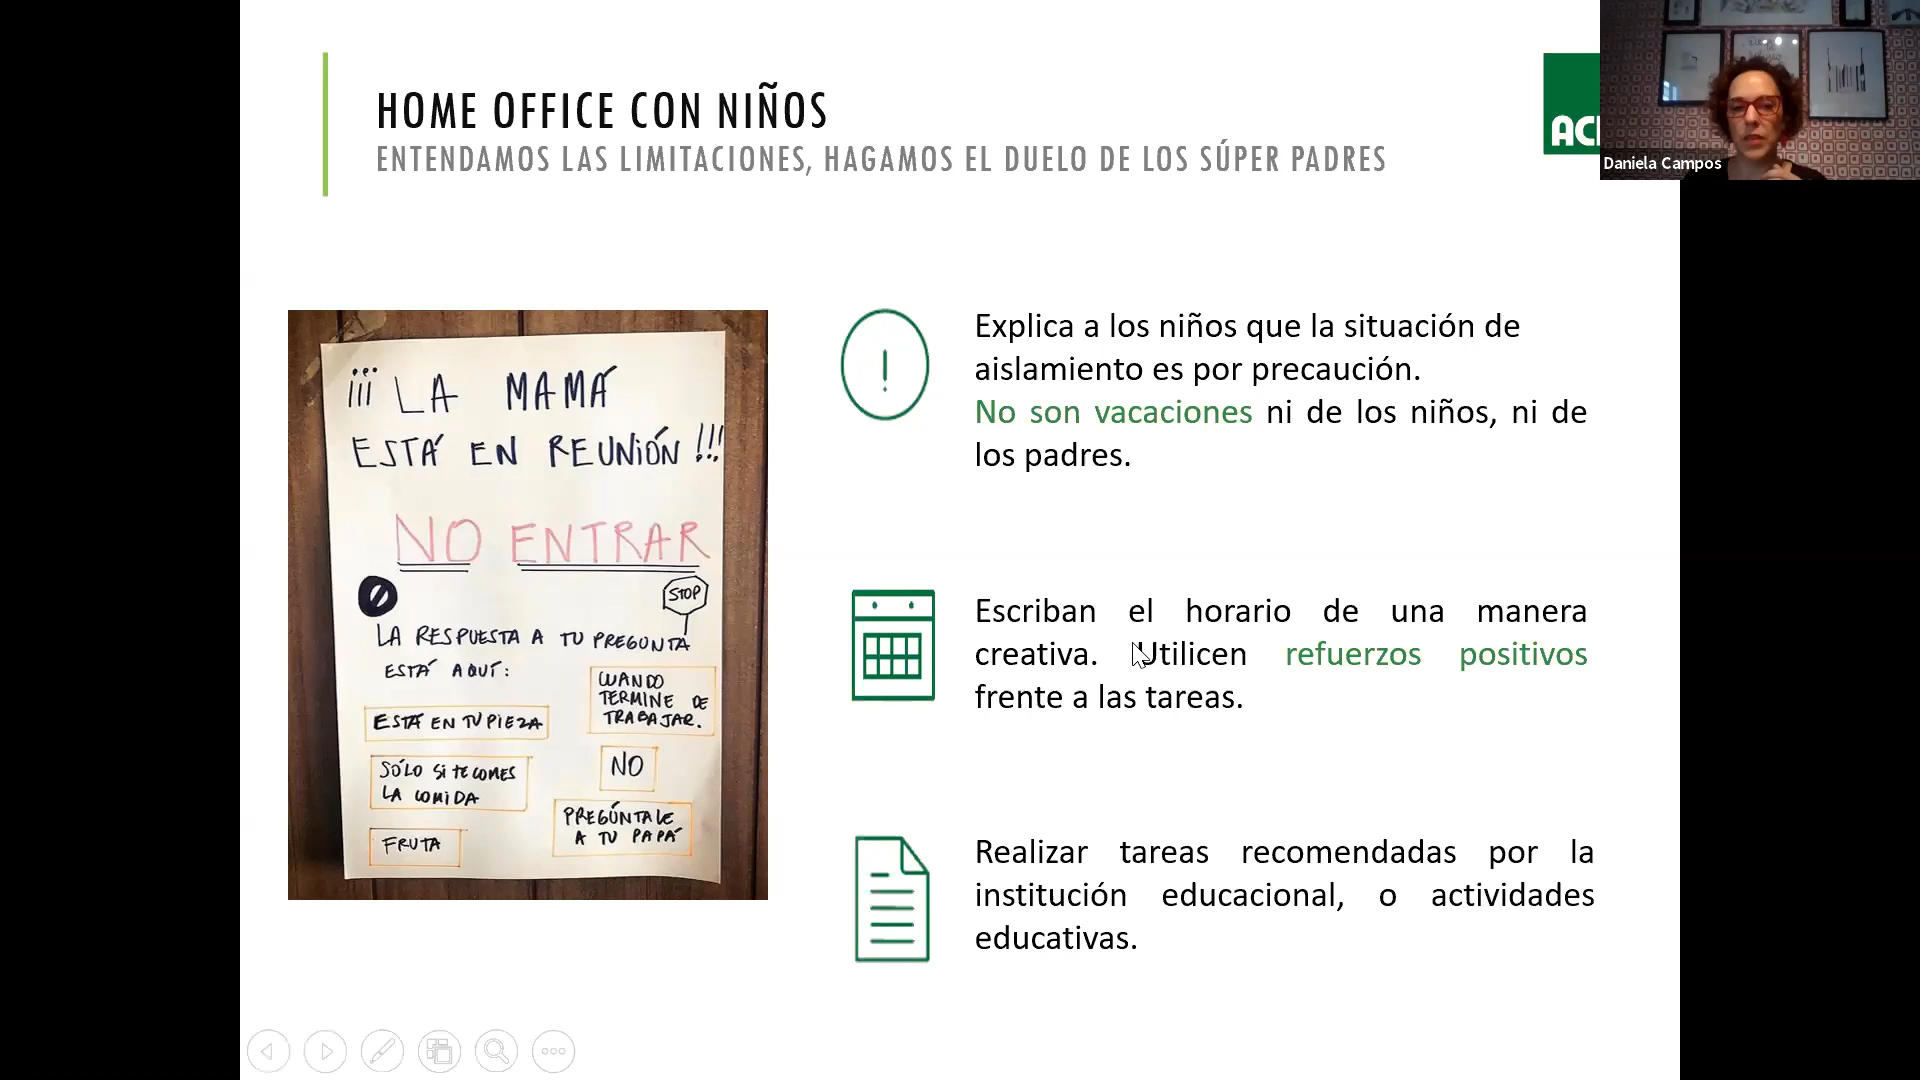 HOME OFFICE CON NIÑOS
ENTENDAMOS LAS LIMITACIONES, HAGAMOS EL DUELO DE LOS SÚPER PADRES
Daniela Campos
¡¡¡ LA MAMÁ
ESTÁ EN REUNIÓN !!!
NO ENTRAR
STOP
LA RESPUESTA A TU PREGUNTA
ESTÁ AQUÍ:
ESTÁ EN TU PIEZA
SÓLO SI TE COMES
LA COMIDA
FRUTA
CUANDO
TERMINE DE
TRABAJAR.
NO
PREGÚNTALE
A TU PAPÁ
Explica a los niños que la situación de
aislamiento es por precaución.
No son vacaciones ni de los niños, ni de
los padres.
Escriban el horario de una manera
creativa. Utilicen refuerzos positivos
frente a las tareas.
Realizar tareas recomendadas por la
institución educacional, o actividades
educativas.